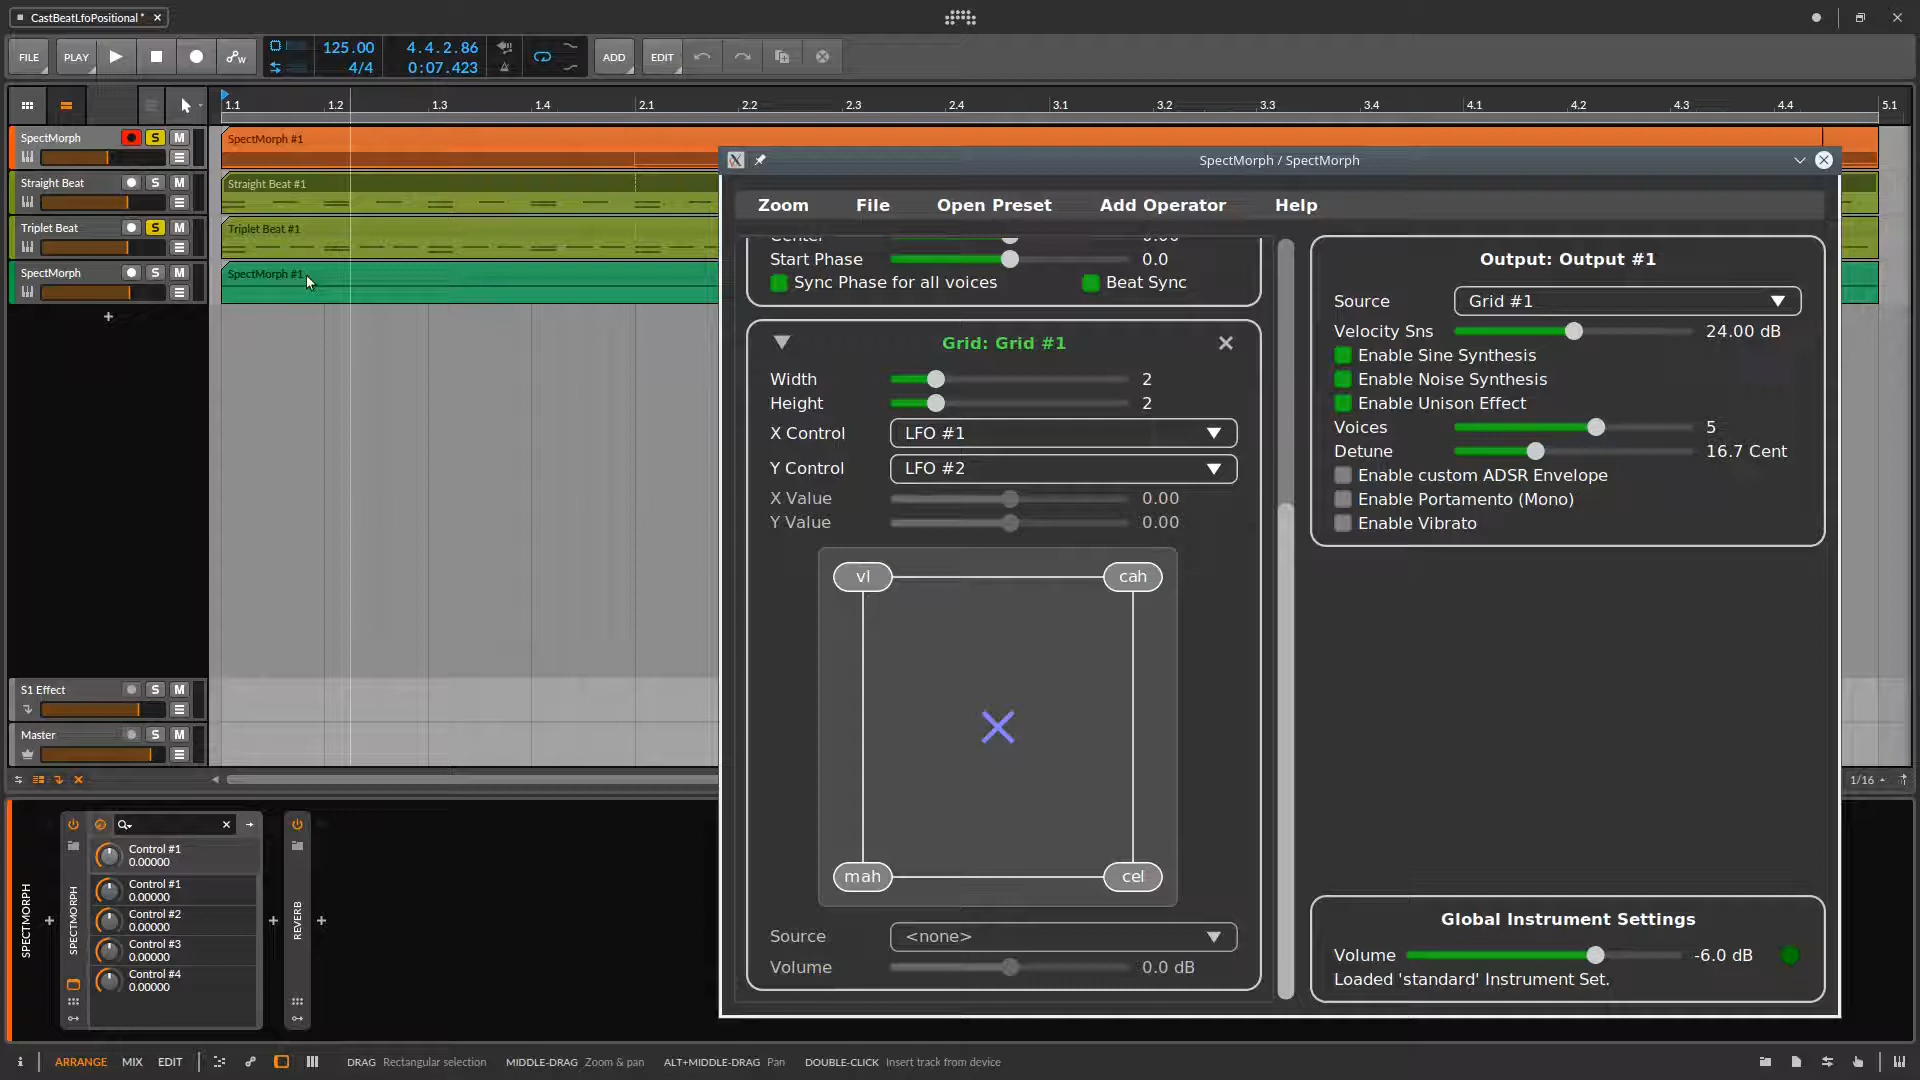 CastBeatLfoPositional *
FILE
PLAY
125.00
4/4
4.4.2.86
0:07.423
ADD
EDIT
1.1
1.2
1.3
1.4
2.1
2.2
2.3
2.4
3.1
3.2
3.3
3.4
4.1
4.2
4.3
4.4
5.1
SpectMorph
S
M
SpectMorph #1
Straight Beat
S
M
Straight Beat #1
Triplet Beat
S
M
Triplet Beat #1
SpectMorph
S
M
SpectMorph #1
S1 Effect
S
M
Master
S
M
SpectMorph / SpectMorph
Zoom
File
Open Preset
Add Operator
Help
Center 0.00
Start Phase 0.0
Sync Phase for all voices
Beat Sync
Grid: Grid #1
Width 2
Height 2
X Control LFO #1
Y Control LFO #2
X Value 0.00
Y Value 0.00
vl
cah
mah
cel
Source <none>
Volume 0.0 dB
Output: Output #1
Source Grid #1
Velocity Sns 24.00 dB
Enable Sine Synthesis
Enable Noise Synthesis
Enable Unison Effect
Voices 5
Detune 16.7 Cent
Enable custom ADSR Envelope
Enable Portamento (Mono)
Enable Vibrato
Global Instrument Settings
Volume -6.0 dB
Loaded 'standard' Instrument Set.
1/16
SPECTMORPH
SPECTMORPH
Control #1
0.00000
Control #1
0.00000
Control #2
0.00000
Control #3
0.00000
Control #4
0.00000
REVERB
ARRANGE
MIX
EDIT
DRAG Rectangular selection
MIDDLE-DRAG Zoom & pan
ALT+MIDDLE-DRAG Pan
DOUBLE-CLICK Insert track from device